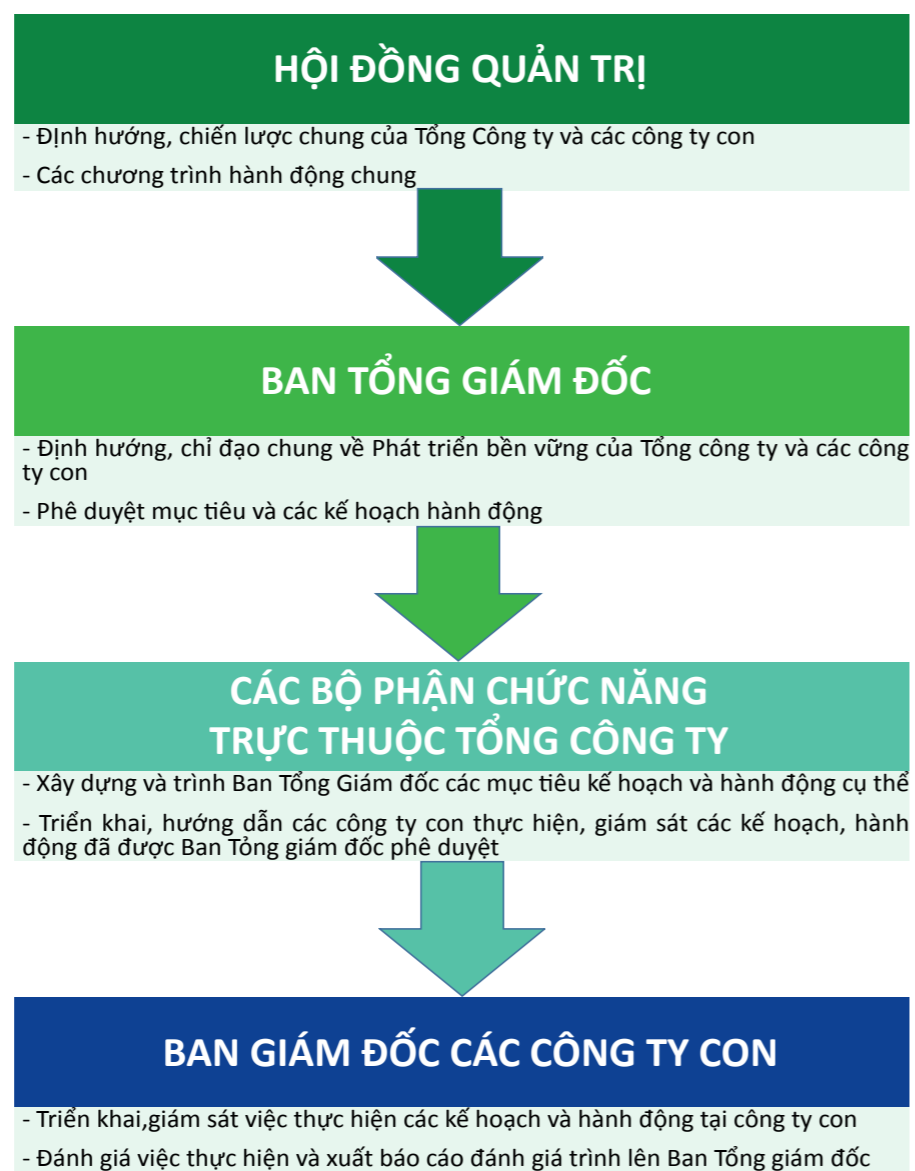 HỘI ĐỒNG QUẢN TRỊ
- ĐỊnh hướng, chiến lược chung của Tổng Công ty và các công ty con
- Các chương trình hành động chung
BAN TỔNG GIÁM ĐỐC
- Định hướng, chỉ đạo chung về Phát triển bền vững của Tổng công ty và các công
ty con
- Phê duyệt mục tiêu và các kế hoạch hành động
CÁC BỘ PHẬN CHỨC NĂNG
TRỰC THUỘC TỔNG CÔNG TY
- Xây dựng và trình Ban Tổng Giám đốc các mục tiêu kế hoạch và hành động cụ thể
- Triển khai, hướng dẫn các công ty con thực hiện, giám sát các kế hoạch, hành
động đã được Ban Tỏng giám đốc phê duyệt
BAN GIÁM ĐỐC CÁC CÔNG TY CON
- Triển khai,giám sát việc thực hiện các kế hoạch và hành động tại công ty con
- Đánh giá việc thực hiện và xuất báo cáo đánh giá trình lên Ban Tổng giám đốc